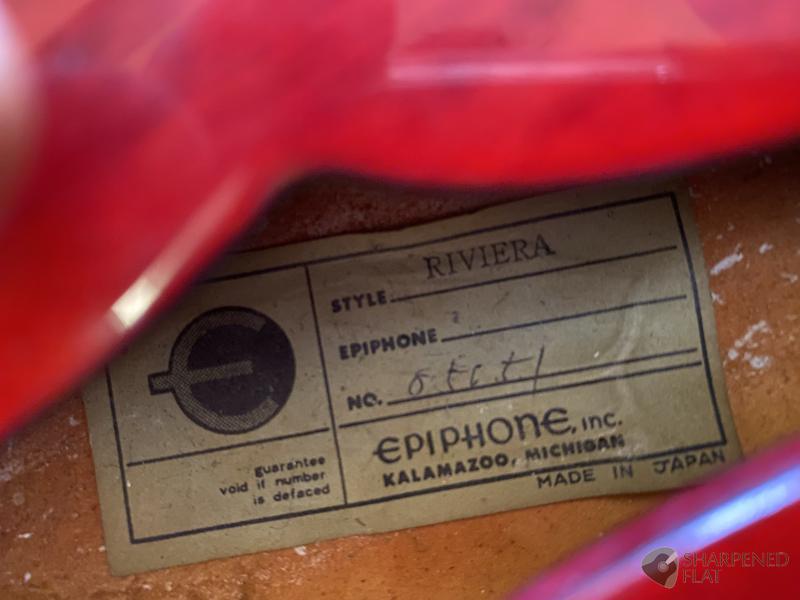 STYLE RIVIERA
EPIPHONE
NO.
EPIPHONE, INC.
KALAMAZOO, MICHIGAN
MADE IN JAPAN
guarantee
void if number
is defaced
SHARPENED
FLAT